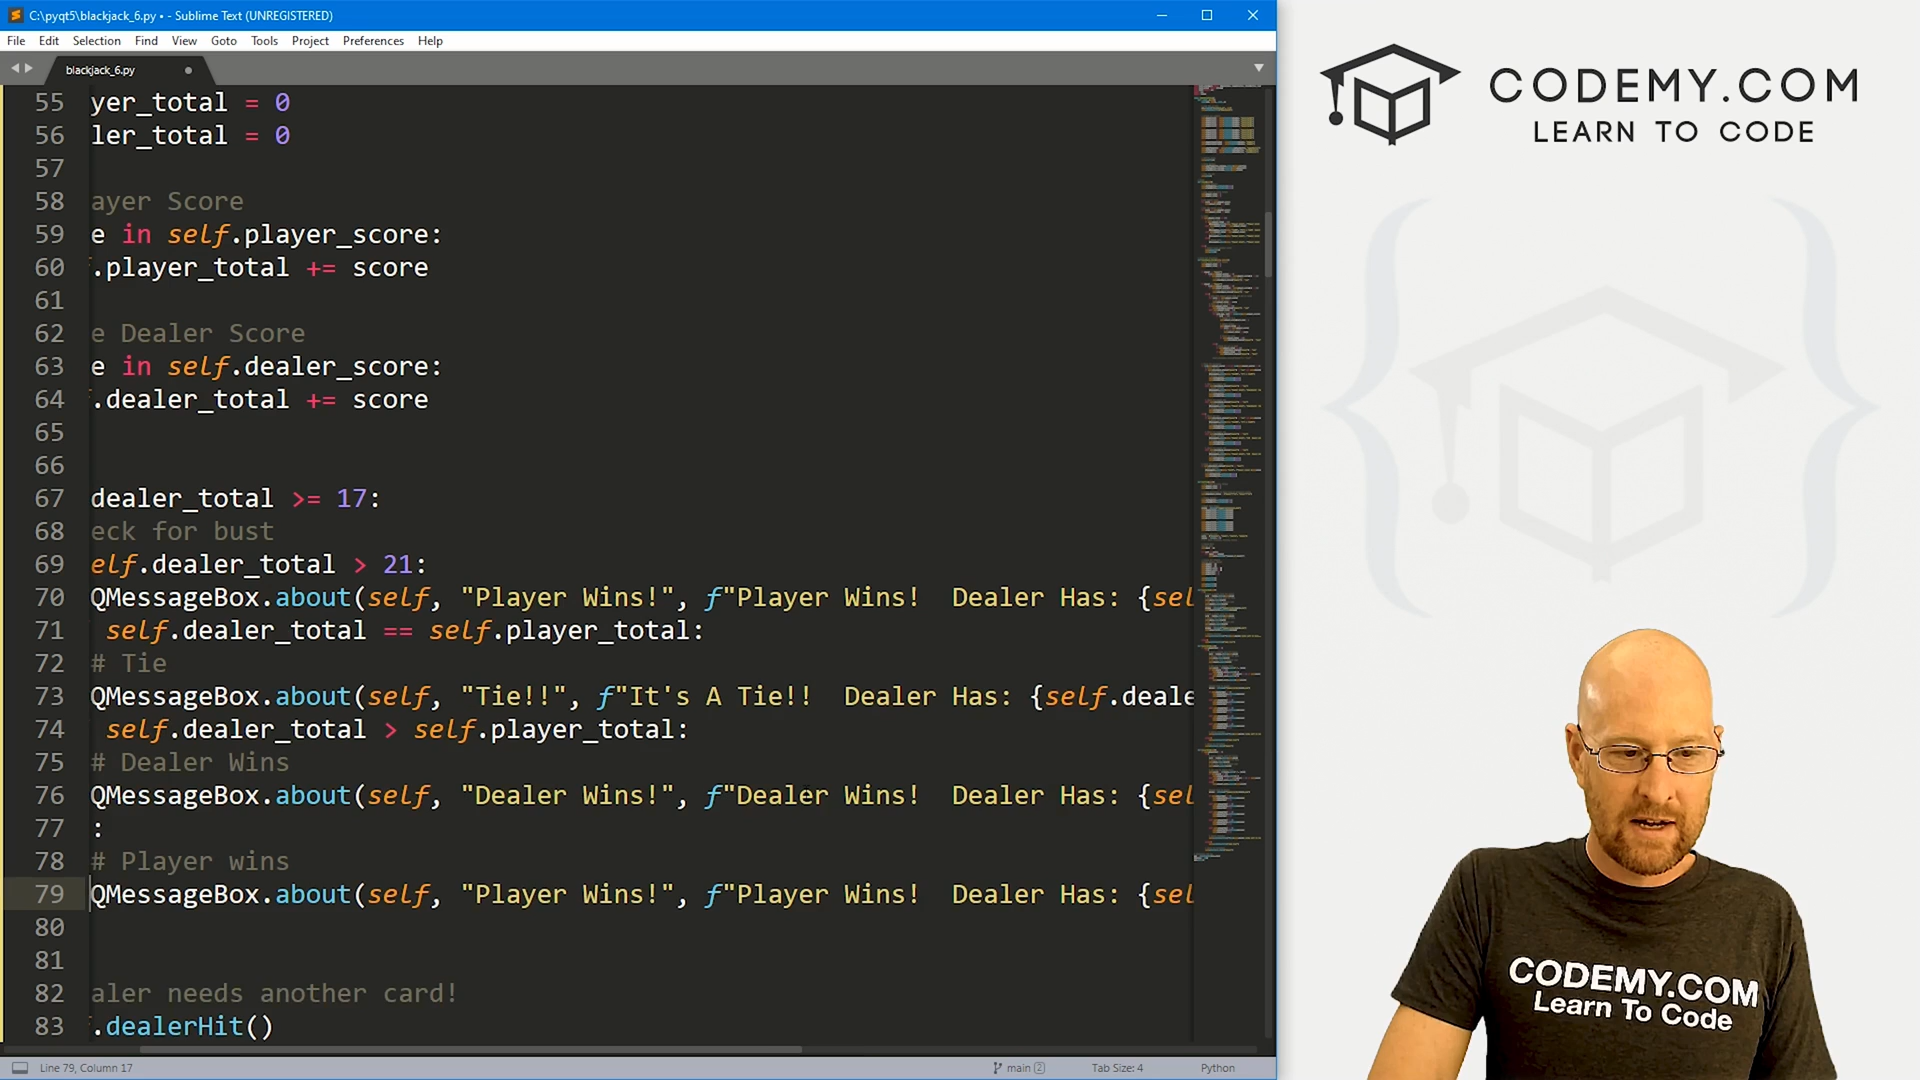 C:\pyqt5\blackjack_6.py • - Sublime Text (UNREGISTERED)
File Edit Selection Find View Goto Tools Project Preferences Help
blackjack_6.py
55 yer_total = 0
56 ler_total = 0
57
58 ayer Score
59 e in self.player_score:
60 .player_total += score
61
62 e Dealer Score
63 e in self.dealer_score:
64 .dealer_total += score
65
66
67 dealer_total >= 17:
68 eck for bust
69 elf.dealer_total > 21:
70 QMessageBox.about(self, "Player Wins!", f"Player Wins!  Dealer Has: {sel
71 self.dealer_total == self.player_total:
72 # Tie
73 QMessageBox.about(self, "Tie!!", f"It's A Tie!!  Dealer Has: {self.deale
74 self.dealer_total > self.player_total:
75 # Dealer Wins
76 QMessageBox.about(self, "Dealer Wins!", f"Dealer Wins!  Dealer Has: {sel
77 :
78 # Player wins
79 QMessageBox.about(self, "Player Wins!", f"Player Wins!  Dealer Has: {sel
80
81
82 aler needs another card!
83 .dealerHit()
Line 79, Column 17
main 2
Tab Size: 4
Python
CODEMY.COM
LEARN TO CODE
CODEMY.COM
Learn To Code